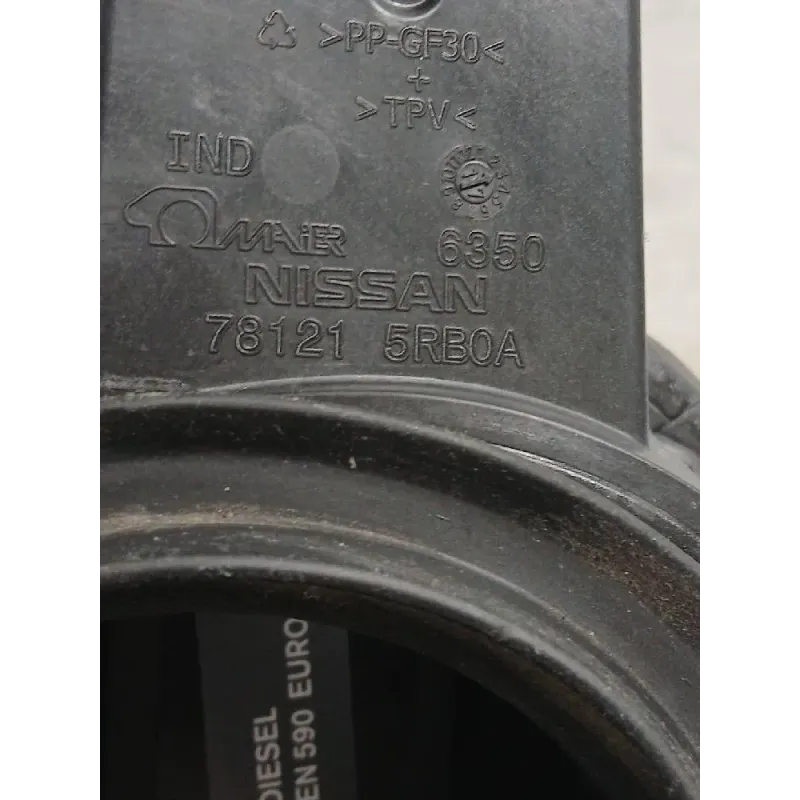 >PP-GF30<
+
>TPV<
IND
MAIER 6350
NISSAN
78121 5RB0A
DIESEL
EN 590 EURO